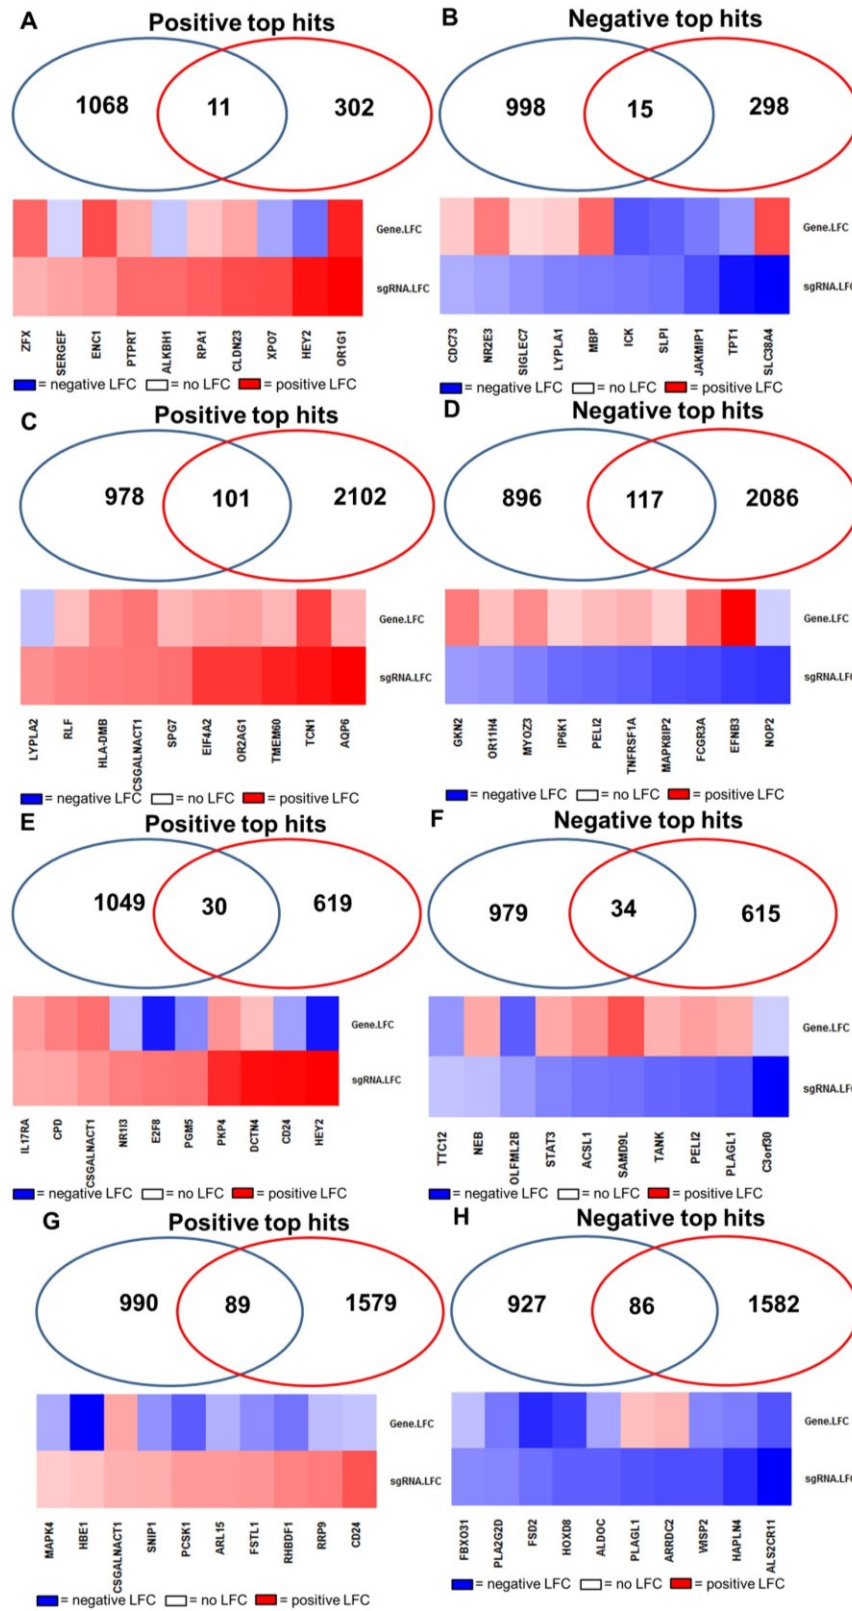 A
Positive top hits
1068
11
302
Gene.LFC
sgRNA.LFC
ZFX
SERGEF
ENC1
PTPRT
ALKBH1
RPA1
CLDN23
XPO7
HEY2
OR1G1
= negative LFC = no LFC = positive LFC
B
Negative top hits
998
15
298
Gene.LFC
sgRNA.LFC
CDC73
NR2E3
SIGLEC7
LYPLA1
MBP
ICK
SLPI
JAKMIP1
TPT1
SLC38A4
= negative LFC = no LFC = positive LFC
C
Positive top hits
978
101
2102
Gene.LFC
sgRNA.LFC
LYPLA2
RLF
HLA-DMB
CSGALNACT1
SPG7
EIF4A2
OR2AG1
TMEM60
TCN1
AQP6
= negative LFC = no LFC = positive LFC
D
Negative top hits
896
117
2086
Gene.LFC
sgRNA.LFC
GKN2
OR11H4
MYOZ3
IP6K1
PELI2
TNFRSF1A
MAPK8IP2
FCGR3A
EFNB3
NOP2
= negative LFC = no LFC = positive LFC
E
Positive top hits
1049
30
619
Gene.LFC
sgRNA.LFC
IL17RA
CPD
CSGALNACT1
NR1I3
E2F8
PGM5
PKP4
DCTN4
CD24
HEY2
= negative LFC = no LFC = positive LFC
F
Negative top hits
979
34
615
Gene.LFC
sgRNA.LFC
TTC12
NEB
OLFML2B
STAT3
ACSL1
SAMD9L
TANK
PELI2
PLAGL1
C3orf30
= negative LFC = no LFC = positive LFC
G
Positive top hits
990
89
1579
Gene.LFC
sgRNA.LFC
MAPK4
HBE1
CSGALNACT1
SNIP1
PCSK1
ARL15
FSTL1
RHBDF1
RRP9
CD24
= negative LFC = no LFC = positive LFC
H
Negative top hits
927
86
1582
Gene.LFC
sgRNA.LFC
FBXO31
PLA2G2D
FSD2
HOXD8
ALDOC
PLAGL1
ARRDC2
WISP2
HAPLN4
ALS2CR11
= negative LFC = no LFC = positive LFC